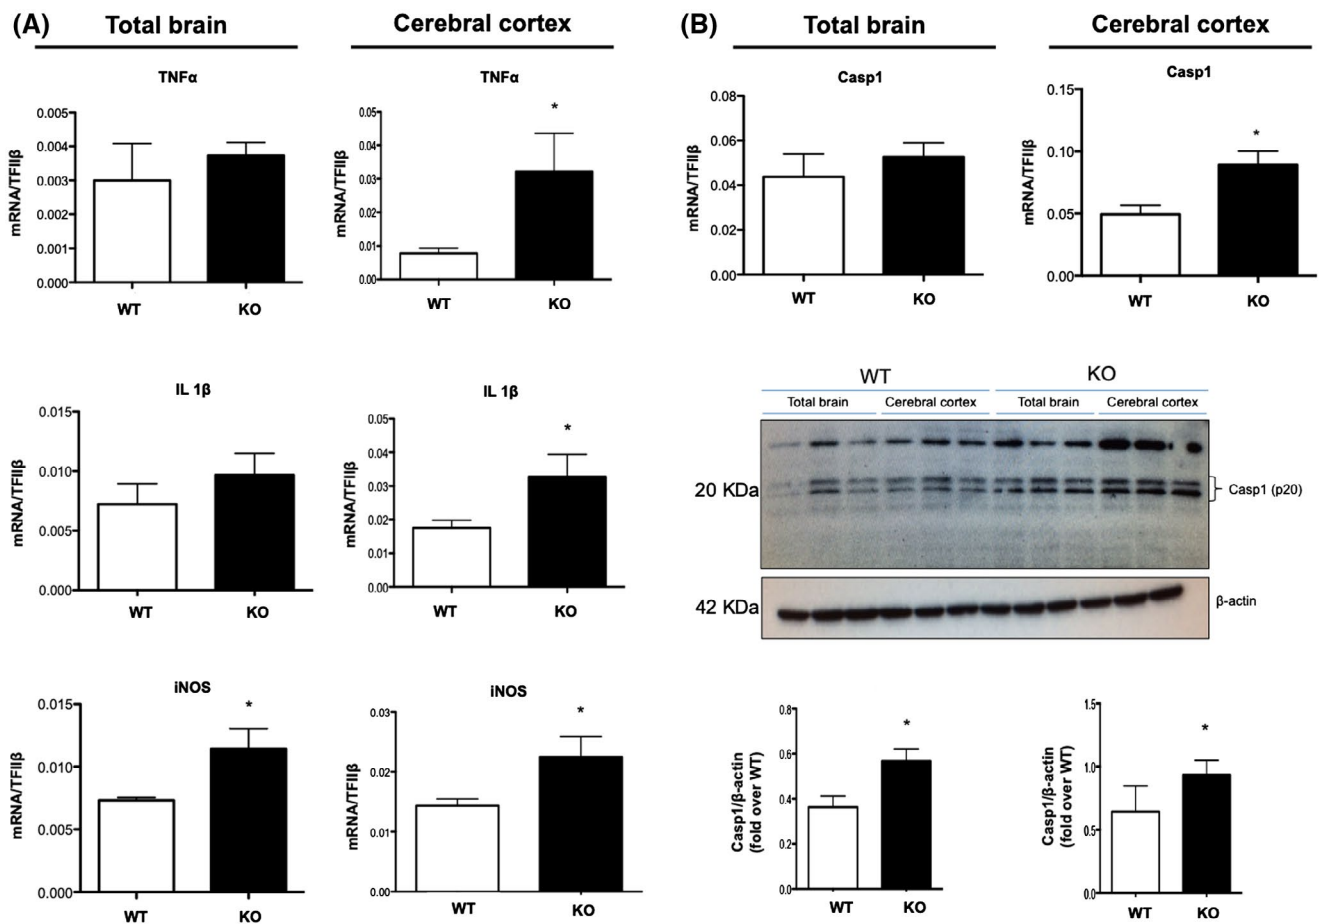 (A)
Total brain
Cerebral cortex
TNFα
mRNA/TFIIβ
0.005
0.004
0.003
0.002
0.001
0.000
WT
KO
TNFα
mRNA/TFIIβ
0.05
0.04
0.03
0.02
0.01
0.00
*
WT
KO
IL 1β
mRNA/TFIIβ
0.015
0.010
0.005
0.000
WT
KO
IL 1β
mRNA/TFIIβ
0.05
0.04
0.03
0.02
0.01
0.00
*
WT
KO
iNOS
mRNA/TFIIβ
0.015
0.010
0.005
0.000
*
WT
KO
iNOS
mRNA/TFIIβ
0.03
0.02
0.01
0.00
*
WT
KO
(B)
Total brain
Cerebral cortex
Casp1
mRNA/TFIIβ
0.08
0.06
0.04
0.02
0.00
WT
KO
Casp1
mRNA/TFIIβ
0.15
0.10
0.05
0.00
*
WT
KO
WT
KO
Total brain
Cerebral cortex
Total brain
Cerebral cortex
20 KDa
Casp1 (p20)
42 KDa
β-actin
Casp1/β-actin
(fold over WT)
0.8
0.6
0.4
0.2
0.0
*
WT
KO
Casp1/β-actin
(fold over WT)
1.5
1.0
0.5
0.0
*
WT
KO